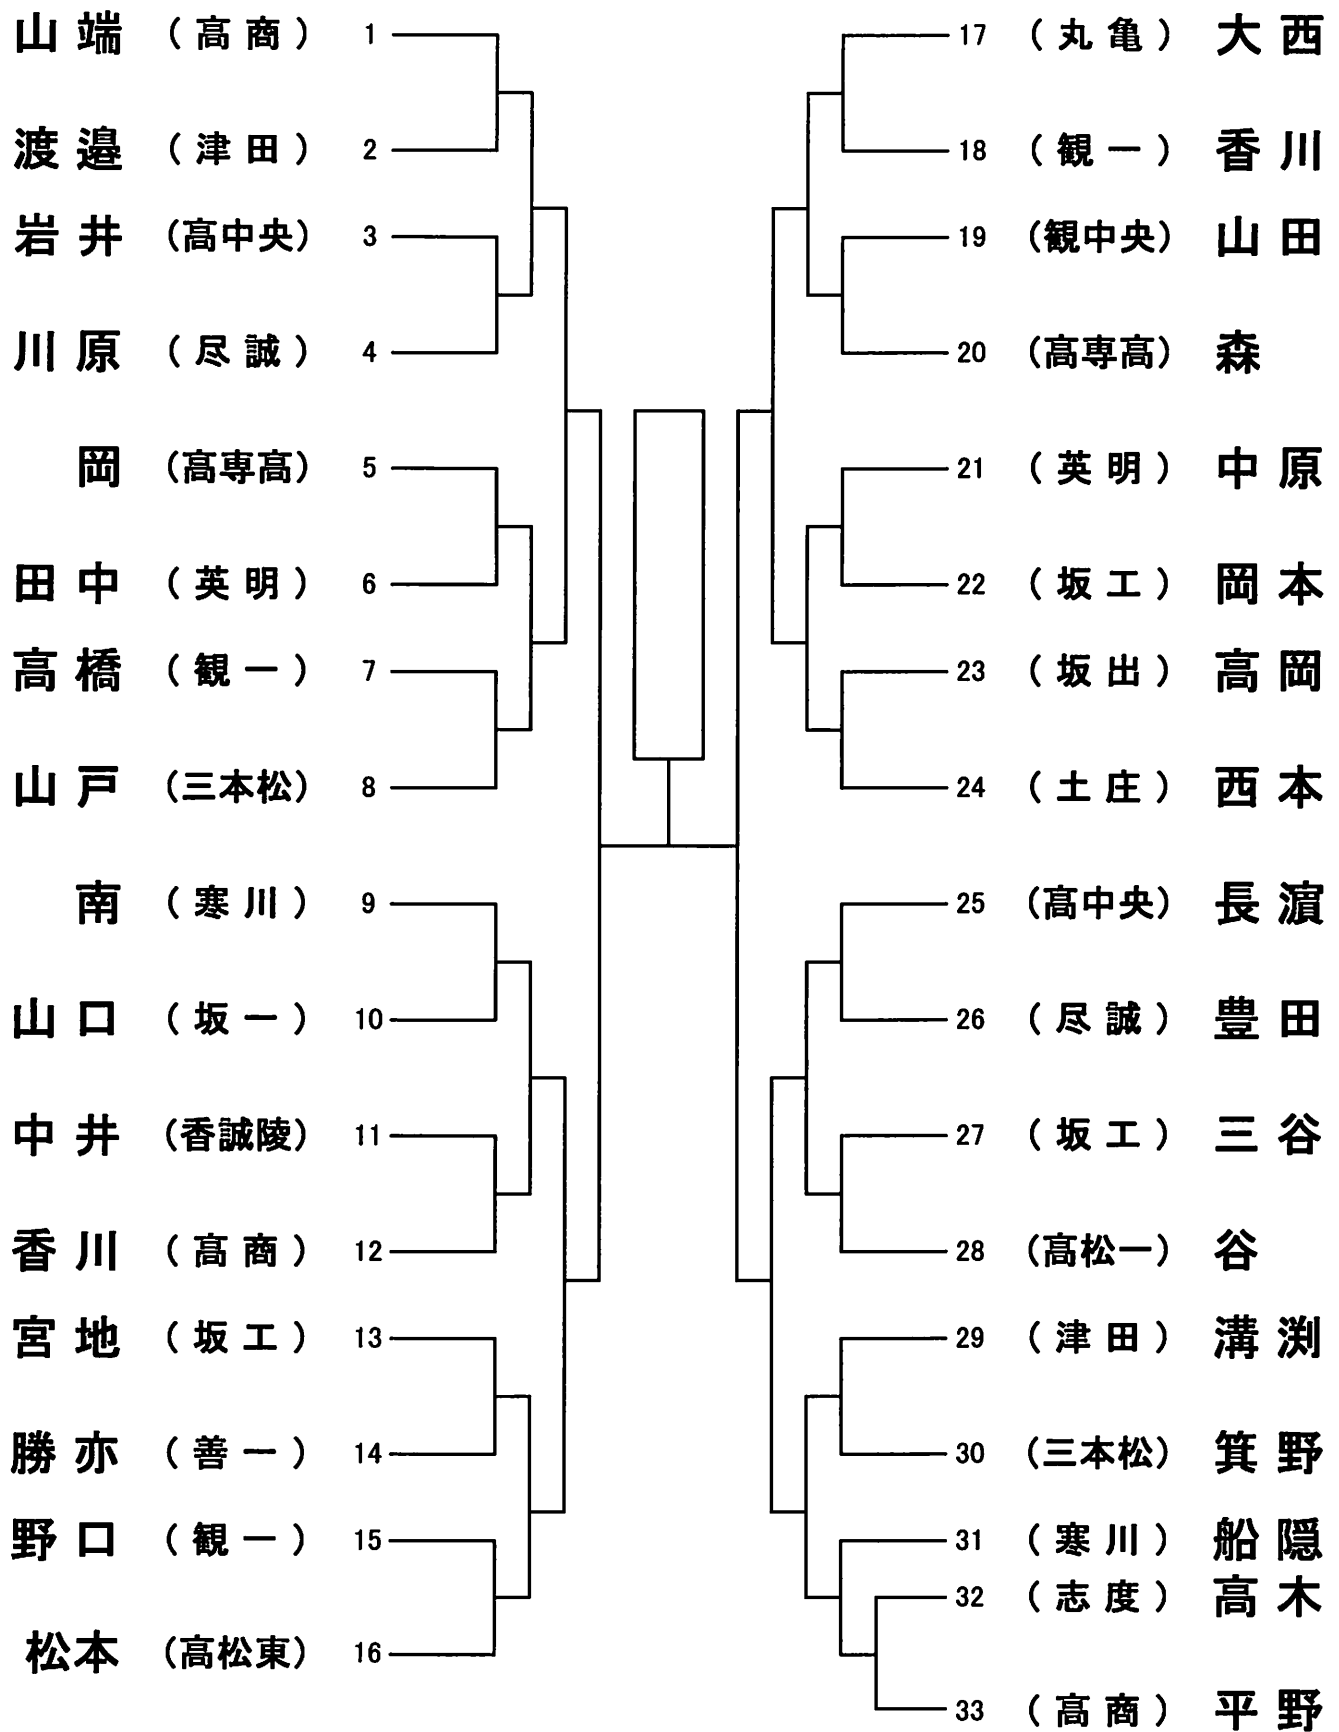 山端 (高商) 1
渡邉 (津田) 2
岩井 (高中央) 3
川原 (尽誠) 4
岡 (高専高) 5
田中 (英明) 6
高橋 (観一) 7
山戸 (三本松) 8
南 (寒川) 9
山口 (坂一) 10
中井 (香誠陵) 11
香川 (高商) 12
宮地 (坂工) 13
勝亦 (善一) 14
野口 (観一) 15
松本 (高松東) 16
17 (丸亀) 大西
18 (観一) 香川
19 (観中央) 山田
20 (高専高) 森
21 (英明) 中原
22 (坂工) 岡本
23 (坂出) 高岡
24 (土庄) 西本
25 (高中央) 長濵
26 (尽誠) 豊田
27 (坂工) 三谷
28 (高松一) 谷
29 (津田) 溝渕
30 (三本松) 箕野
31 (寒川) 船隠
32 (志度) 高木
33 (高商) 平野